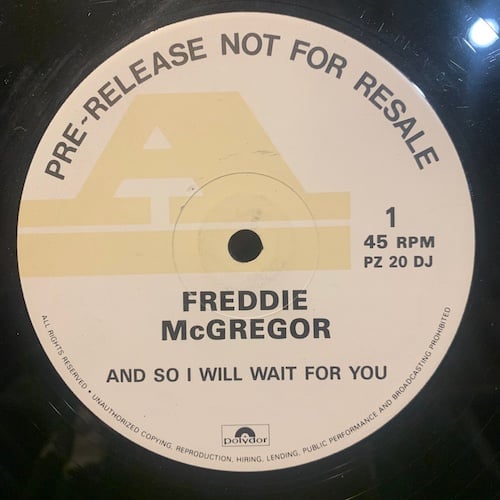 PRE-RELEASE NOT FOR RESALE
A
1
45 RPM
PZ 20 DJ
FREDDIE
McGREGOR
AND SO I WILL WAIT FOR YOU
polydor
ALL RIGHTS RESERVED • UNAUTHORIZED COPYING, REPRODUCTION, HIRING, LENDING, PUBLIC PERFORMANCE AND BROADCASTING PROHIBITED